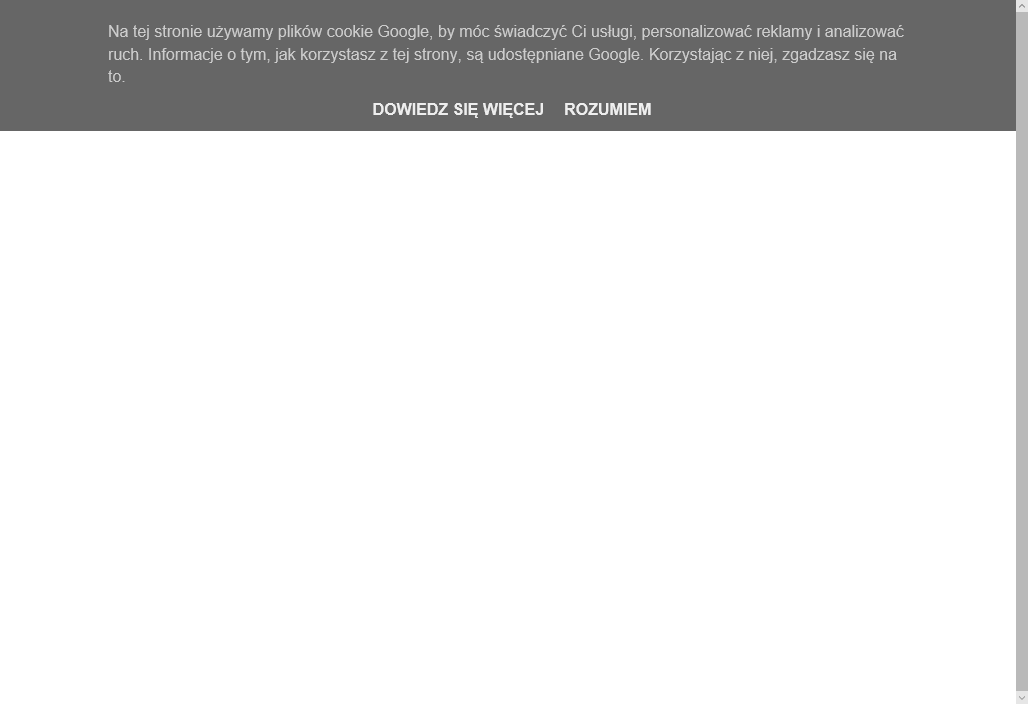 Na tej stronie używamy plików cookie Google, by móc świadczyć Ci usługi, personalizować reklamy i analizować
ruch. Informacje o tym, jak korzystasz z tej strony, są udostępniane Google. Korzystając z niej, zgadzasz się na
to.
DOWIEDZ SIĘ WIĘCEJ ROZUMIEM